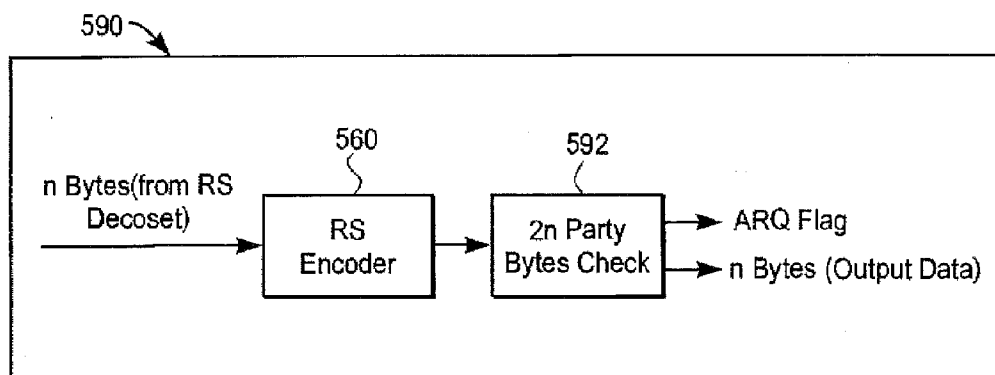 590
560
592
n Bytes(from RS
Decoset)
RS
Encoder
2n Party
Bytes Check
ARQ Flag
n Bytes (Output Data)